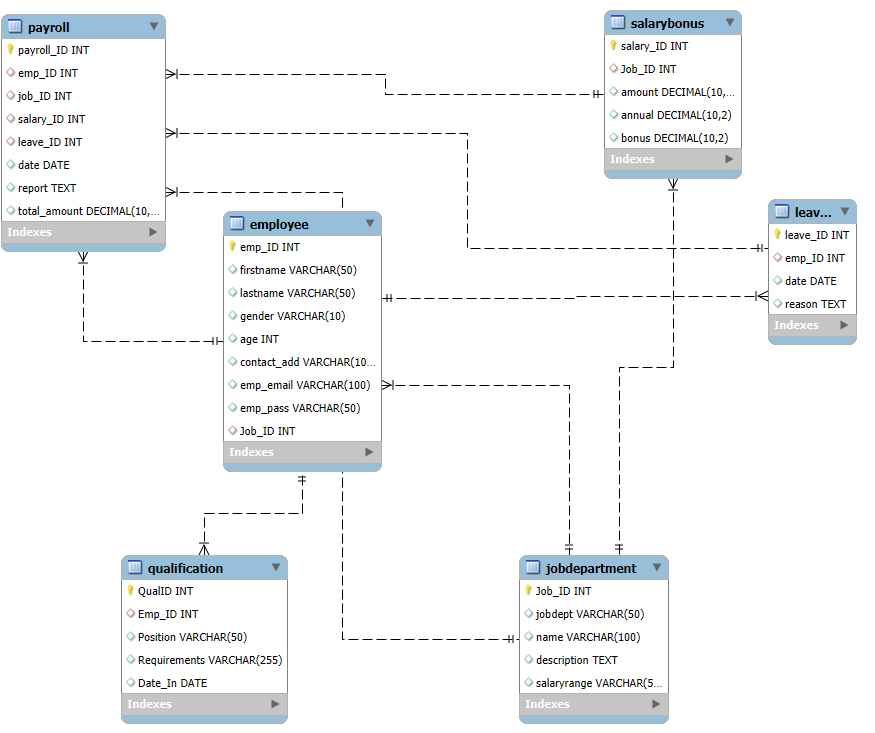 payroll
payroll_ID INT
emp_ID INT
job_ID INT
salary_ID INT
leave_ID INT
date DATE
report TEXT
total_amount DECIMAL(10,...
Indexes
salarybonus
salary_ID INT
Job_ID INT
amount DECIMAL(10,...
annual DECIMAL(10,2)
bonus DECIMAL(10,2)
Indexes
employee
emp_ID INT
firstname VARCHAR(50)
lastname VARCHAR(50)
gender VARCHAR(10)
age INT
contact_add VARCHAR(10...
emp_email VARCHAR(100)
emp_pass VARCHAR(50)
Job_ID INT
Indexes
leav...
leave_ID INT
emp_ID INT
date DATE
reason TEXT
Indexes
qualification
QualID INT
Emp_ID INT
Position VARCHAR(50)
Requirements VARCHAR(255)
Date_In DATE
Indexes
jobdepartment
Job_ID INT
jobdept VARCHAR(50)
name VARCHAR(100)
description TEXT
salaryrange VARCHAR(5...
Indexes